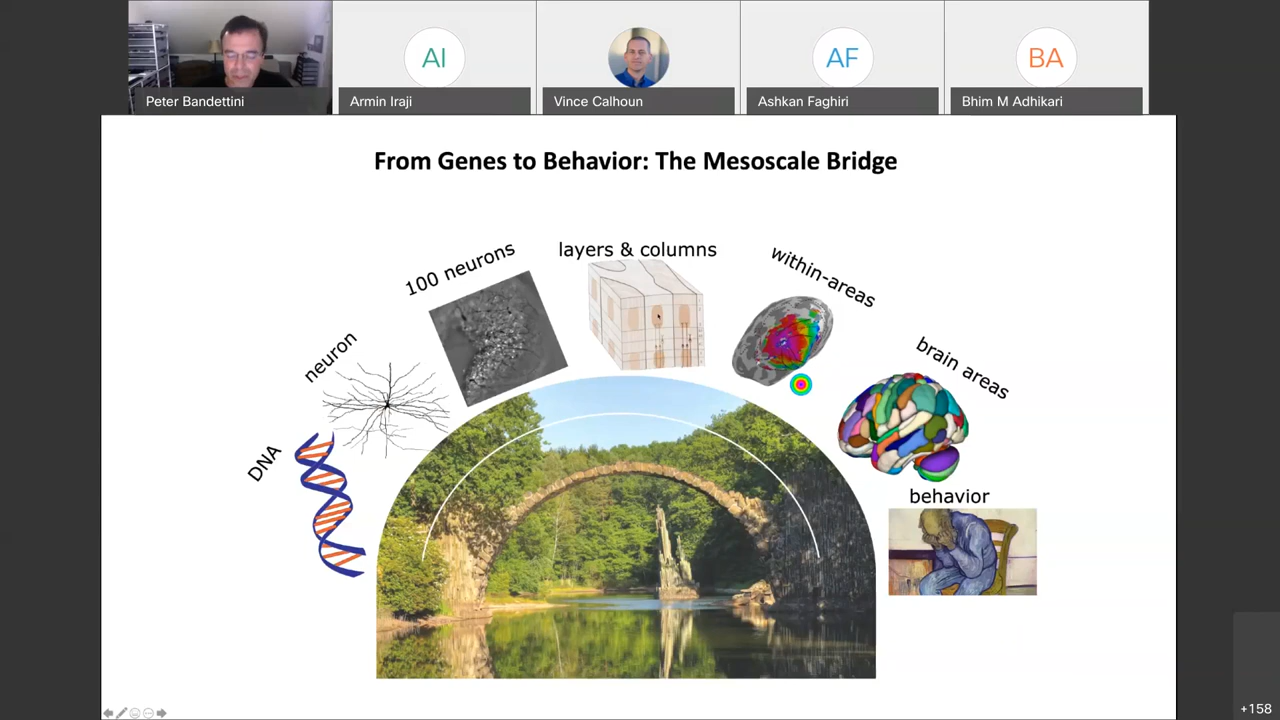 AI
AF
BA
Peter Bandettini
Armin Iraji
Vince Calhoun
Ashkan Faghiri
Bhim M Adhikari
From Genes to Behavior: The Mesoscale Bridge
DNA
neuron
100 neurons
layers & columns
within-areas
brain areas
behavior
+158